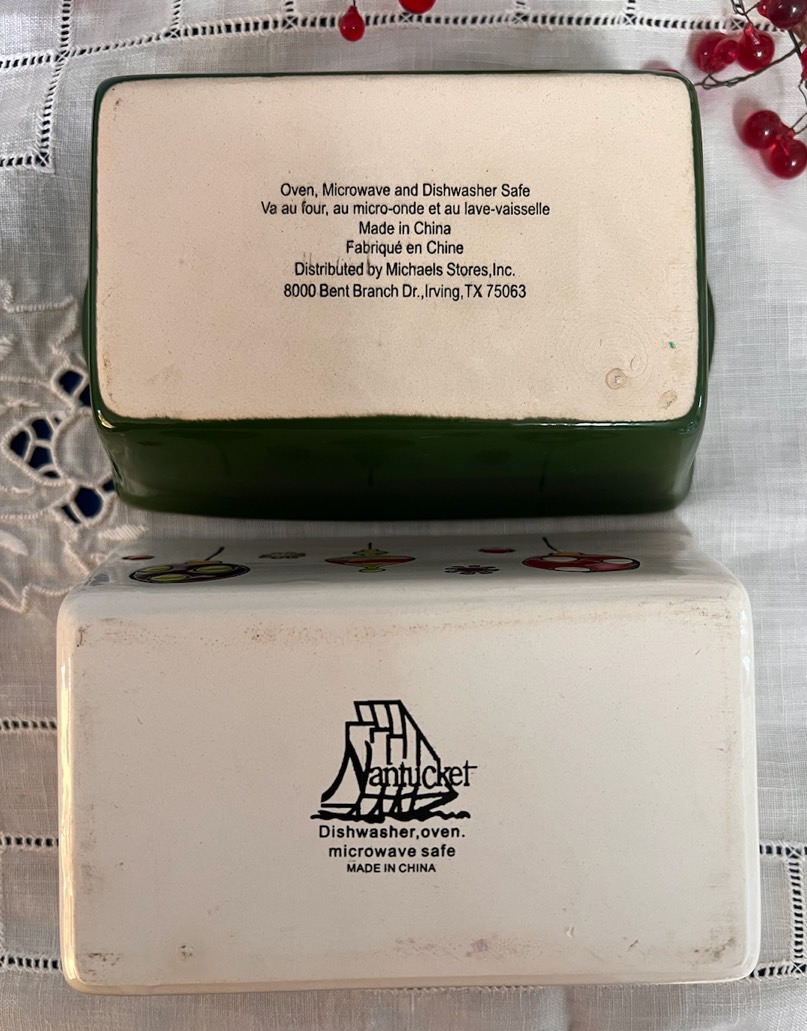 Oven, Microwave and Dishwasher Safe
Va au four, au micro-onde et au lave-vaisselle
Made in China
Fabriqué en Chine
Distributed by Michaels Stores,Inc.
8000 Bent Branch Dr.,Irving,TX 75063
Nantucket
Dishwasher,oven.
microwave safe
MADE IN CHINA